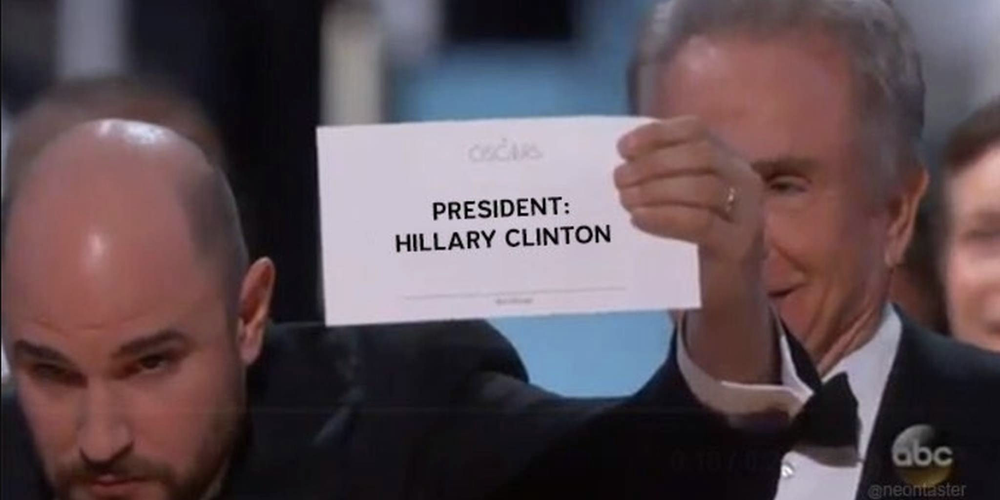 OSCARS
PRESIDENT:
HILLARY CLINTON
abc
@neontaster